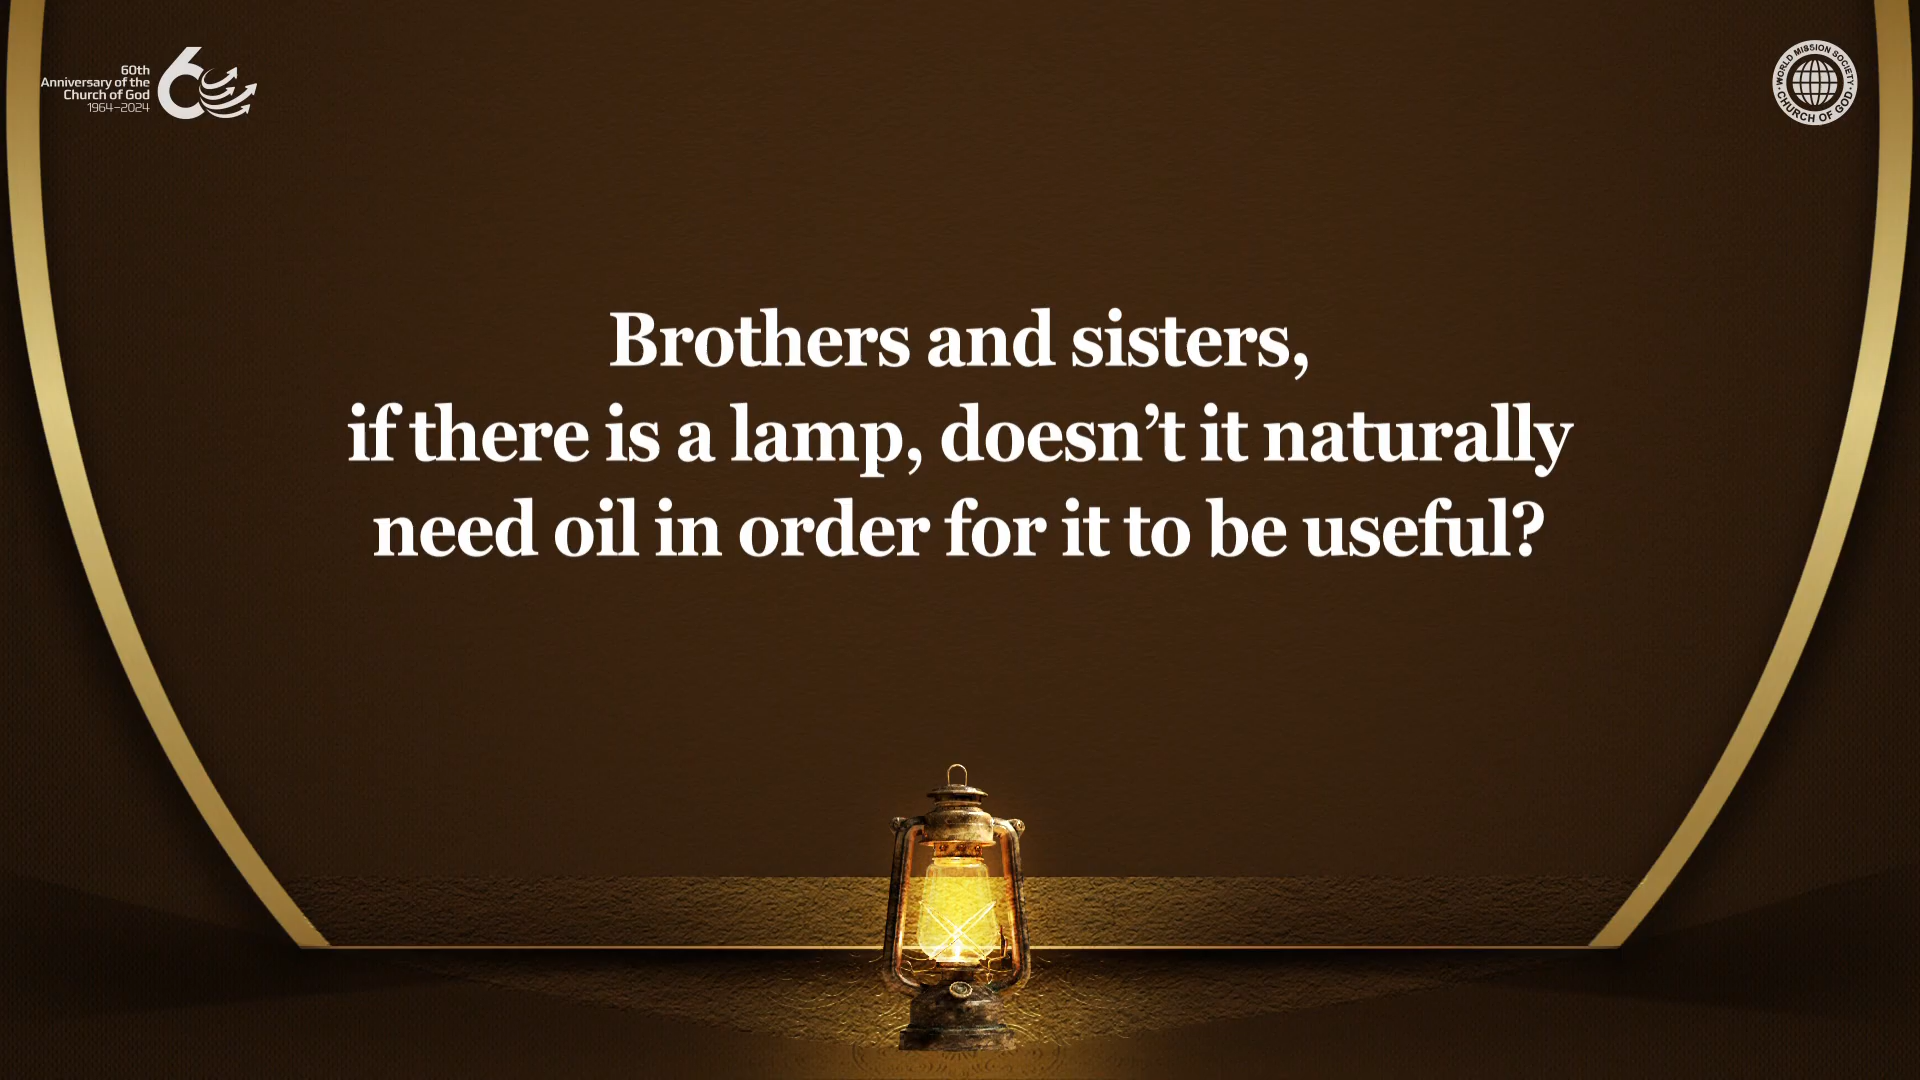 60th
Anniversary of the
Church of God
1964–2024
60
WORLD MISSION SOCIETY
CHURCH OF GOD
Brothers and sisters,
if there is a lamp, doesn’t it naturally
need oil in order for it to be useful?